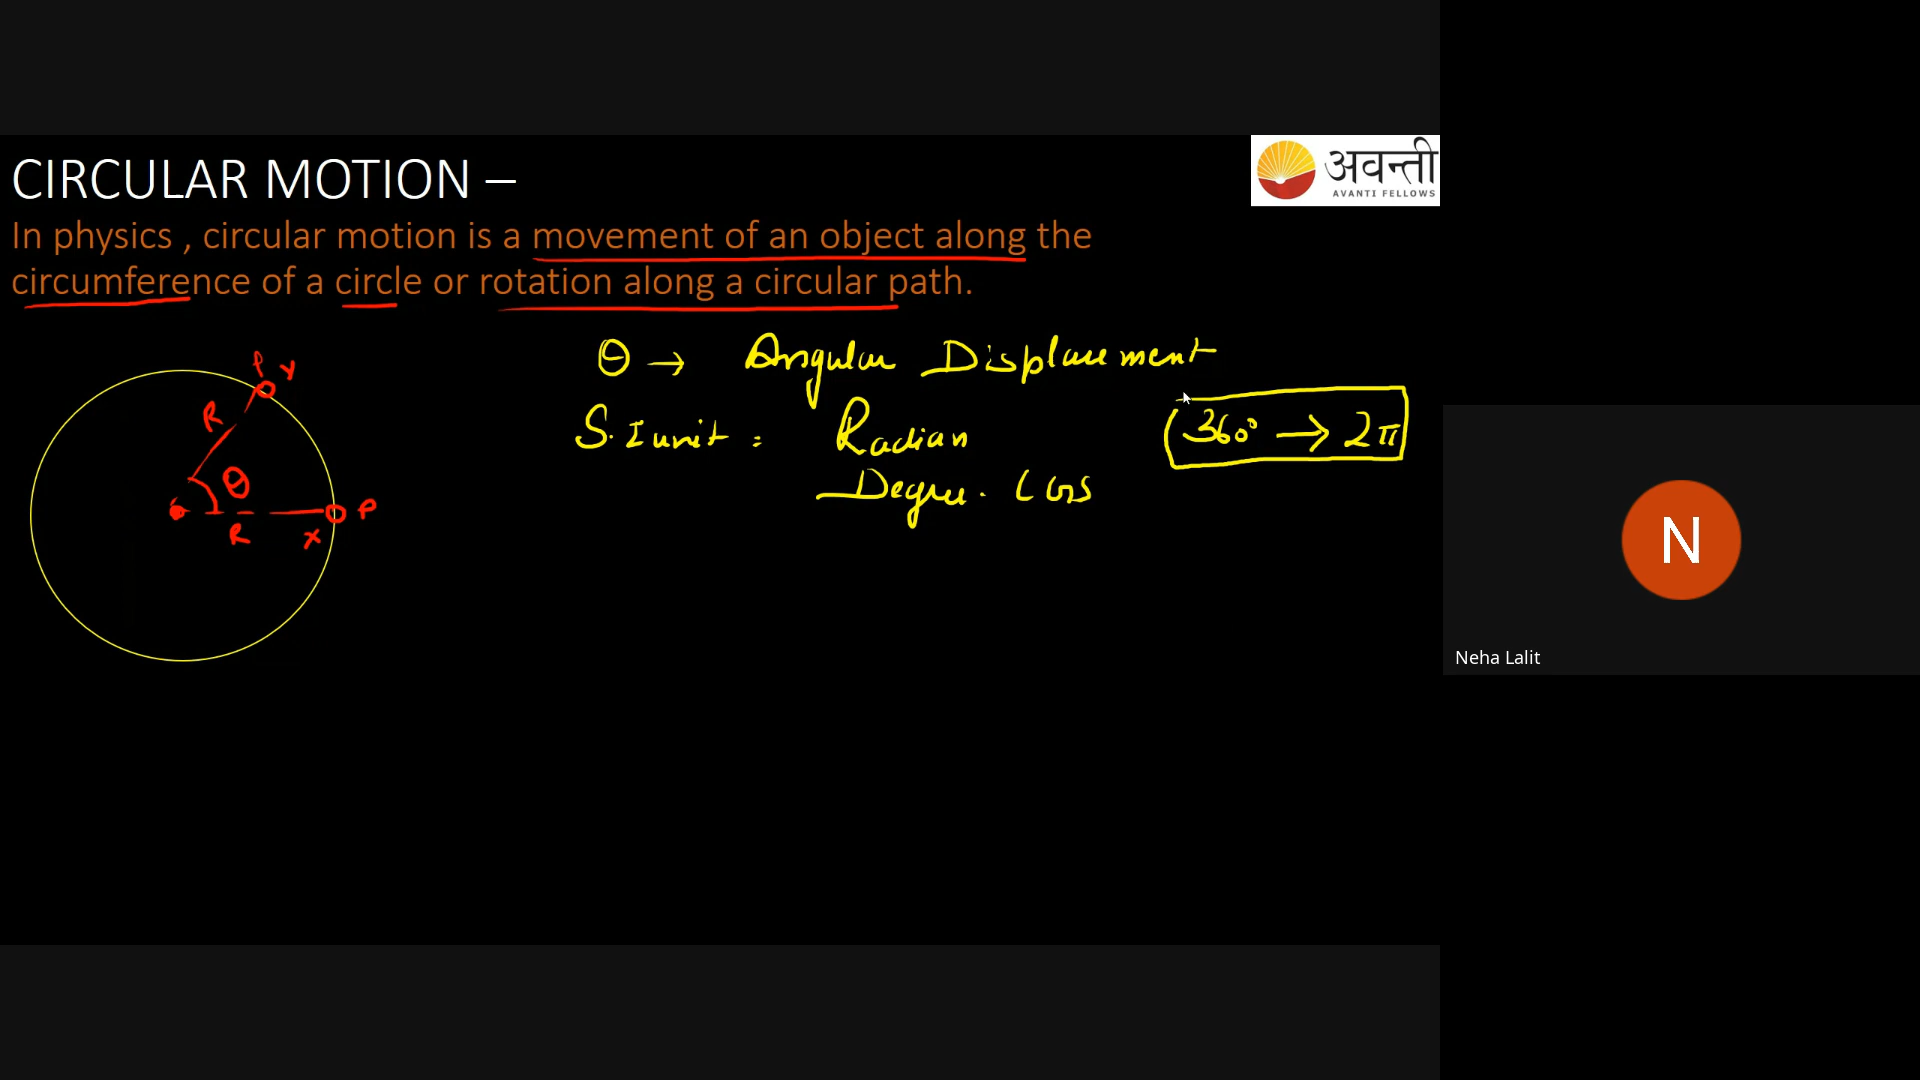 CIRCULAR MOTION –
अवन्ती
AVANTI FELLOWS
In physics , circular motion is a movement of an object along the
circumference of a circle or rotation along a circular path.
θ → Angular Displacement
S.I unit = Radian
360° → 2π
Degree. CGS
P Y
R
θ
R
X
P
N
Neha Lalit